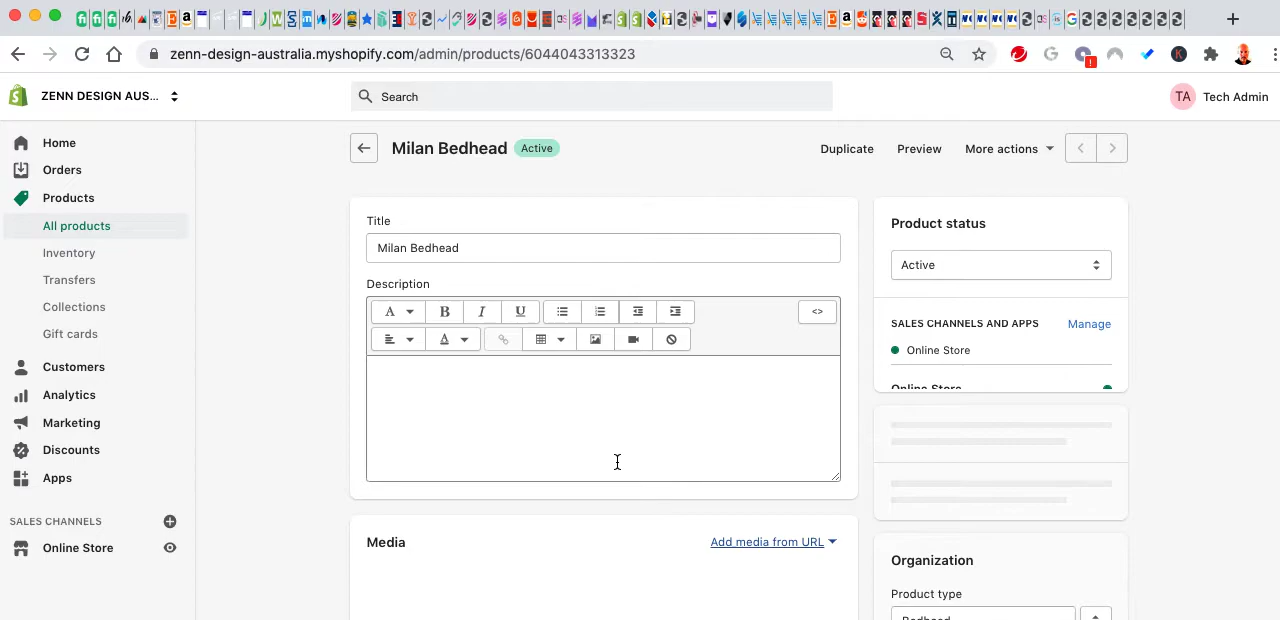 zenn-design-australia.myshopify.com/admin/products/6044043313323
ZENN DESIGN AUS...
Search
TA Tech Admin
Home
Orders
Products
All products
Inventory
Transfers
Collections
Gift cards
Customers
Analytics
Marketing
Discounts
Apps
SALES CHANNELS
Online Store
Milan Bedhead Active
Duplicate Preview More actions
Title
Milan Bedhead
Description
A B I U <>
A
Media
Add media from URL
Product status
Active
SALES CHANNELS AND APPS Manage
Online Store
Online Store
Organization
Product type
Bedhead